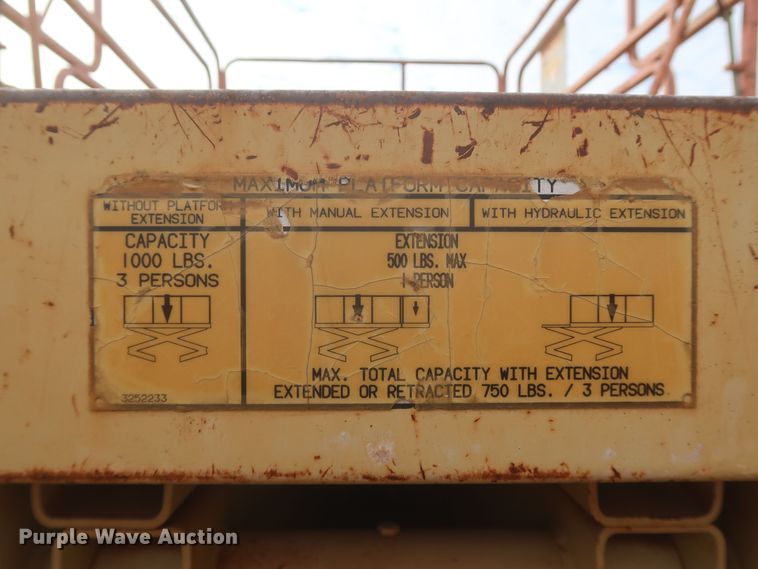 MAXIMUM PLATFORM CAPACITY
WITHOUT PLATFORM
EXTENSION
CAPACITY
1000 LBS.
3 PERSONS
WITH MANUAL EXTENSION
WITH HYDRAULIC EXTENSION
EXTENSION
500 LBS. MAX
1 PERSON
MAX. TOTAL CAPACITY WITH EXTENSION
EXTENDED OR RETRACTED 750 LBS. / 3 PERSONS
3252233
Purple Wave Auction